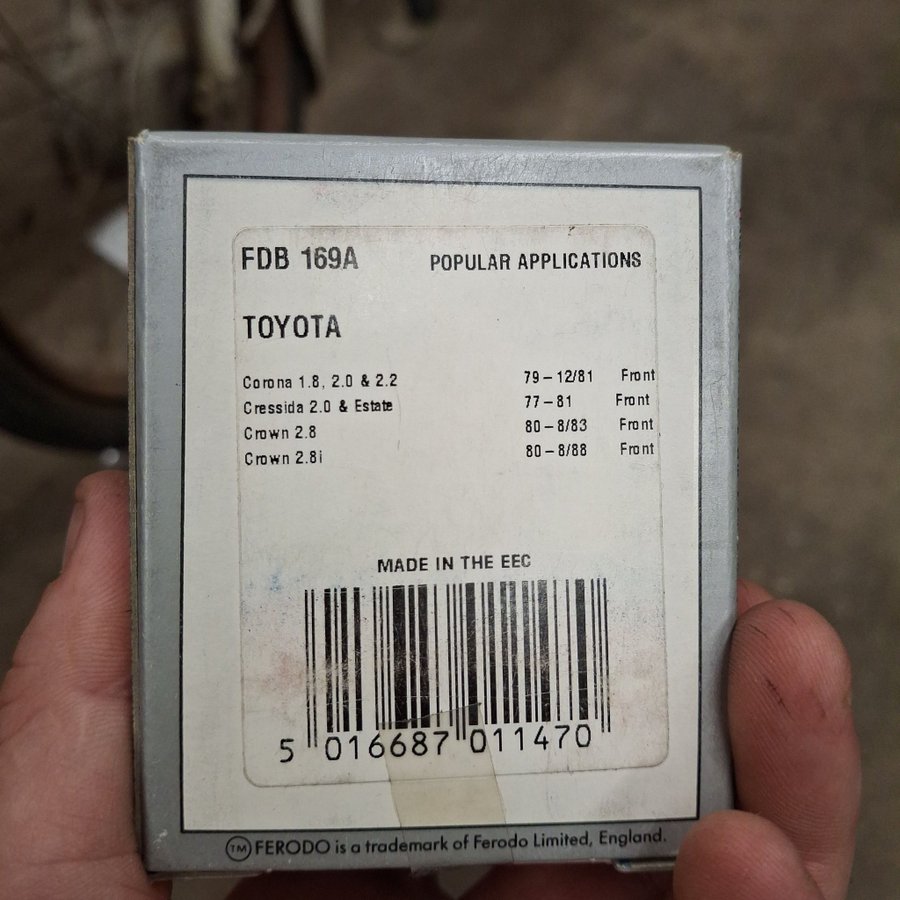 FDB 169A POPULAR APPLICATIONS
TOYOTA
Corona 1.8, 2.0 & 2.2 79 – 12/81 Front
Cressida 2.0 & Estate 77 – 81 Front
Crown 2.8 80 – 8/83 Front
Crown 2.8i 80 – 8/88 Front
MADE IN THE EEC
5 016687 011470
TM FERODO is a trademark of Ferodo Limited, England.